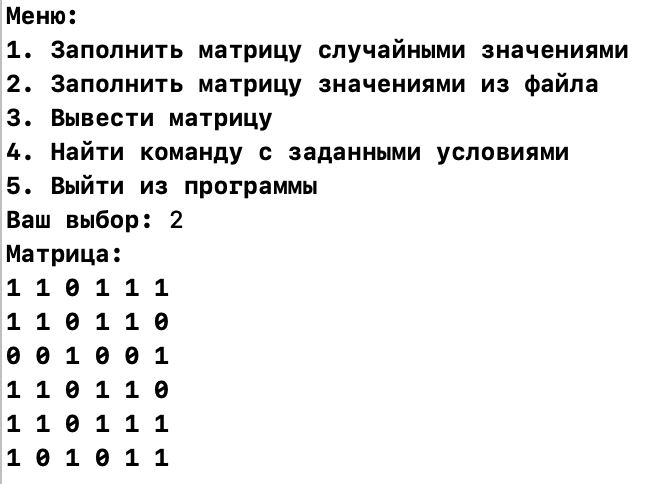 Меню:
1. Заполнить матрицу случайными значениями
2. Заполнить матрицу значениями из файла
3. Вывести матрицу
4. Найти команду с заданными условиями
5. Выйти из программы
Ваш выбор: 2
Матрица:
1 1 0 1 1 1
1 1 0 1 1 0
0 0 1 0 0 1
1 1 0 1 1 0
1 1 0 1 1 1
1 0 1 0 1 1